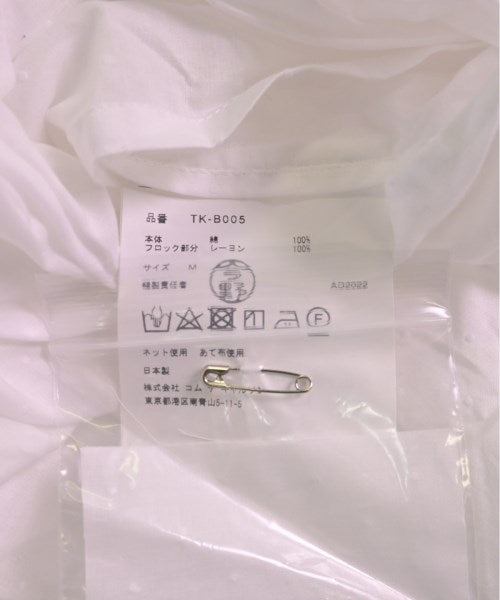 品番 TK-B005
本体 綿 100%
フロック部分 レーヨン 100%
サイズ M
縫製責任者 今野 AD2022
F
ネット使用 あて布使用
日本製
株式会社 コム
東京都港区南青山5-11-5